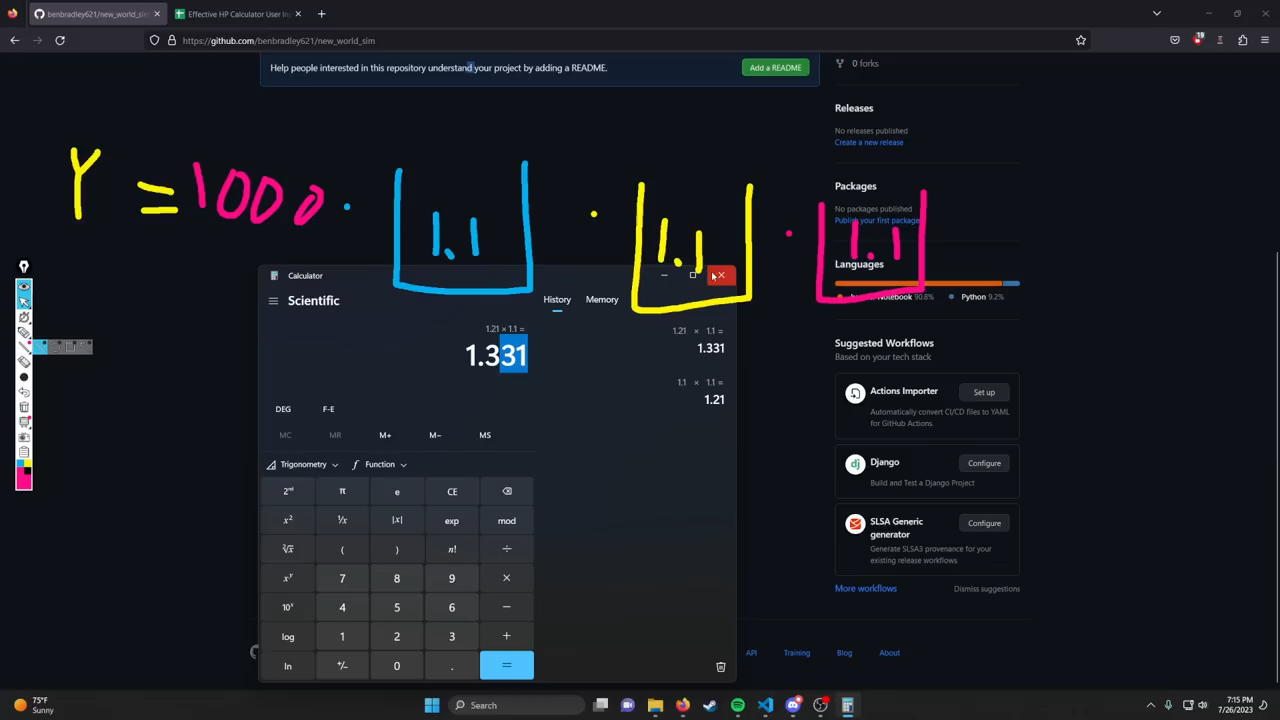 benbradley621/new_world_sim
Effective HP Calculator User Inp
https://github.com/benbradley621/new_world_sim
19
Help people interested in this repository understand your project by adding a README.
Add a README
0 forks
Releases
No releases published
Create a new release
Y = 1000 · 1.1 · 1.1 · 1.1
Packages
No packages published
Publish your first package
Languages
Notebook 90.8%
Python 9.2%
Calculator
Scientific
History
Memory
1.21 × 1.1 =
1.331
1.21 × 1.1 =
1.331
1.1 × 1.1 =
1.21
DEG
F-E
MC
MR
M+
M−
MS
Trigonometry
Function
2ⁿᵈ
π
e
CE
x²
¹/x
|x|
exp
mod
²√x
(
)
n!
÷
xʸ
7
8
9
×
10ˣ
4
5
6
−
log
1
2
3
+
ln
+/−
0
.
=
Suggested Workflows
Based on your tech stack
Actions Importer
Set up
Automatically convert CI/CD files to YAML
for GitHub Actions.
dj
Django
Configure
Build and Test a Django Project
SLSA Generic
generator
Configure
Generate SLSA3 provenance for your
existing release workflows
More workflows
Dismiss suggestions
API
Training
Blog
About
75°F
Sunny
Search
7:15 PM
7/26/2023